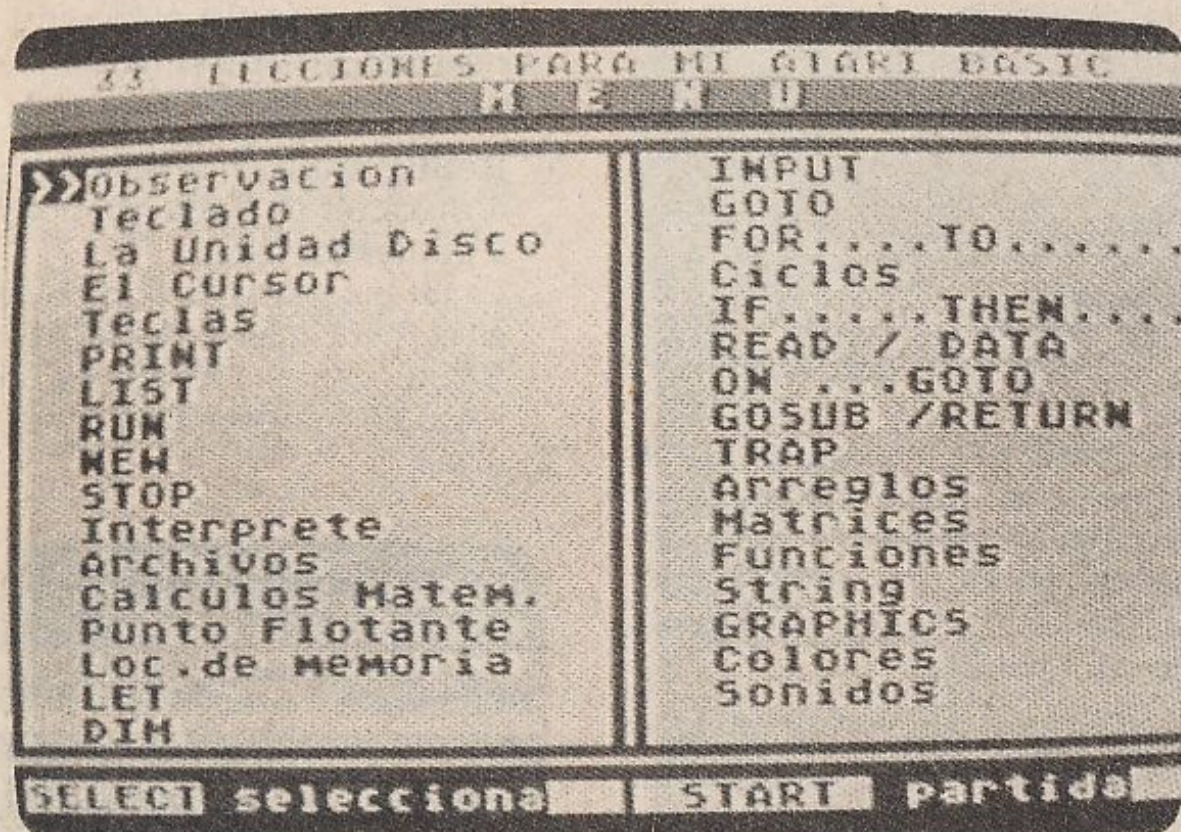 33 LECCIONES PARA MI ATARI BASIC
M E N U
>>Observacion
Teclado
La Unidad Disco
El Cursor
Teclas
PRINT
LIST
RUN
NEW
STOP
Interprete
Archivos
Calculos Matem.
Punto Flotante
Loc.de memoria
LET
DIM
INPUT
GOTO
FOR....TO......
Ciclos
IF.....THEN....
READ / DATA
ON ...GOTO
GOSUB /RETURN
TRAP
Arreglos
Matrices
Funciones
String
GRAPHICS
Colores
Sonidos
SELECT selecciona START partida